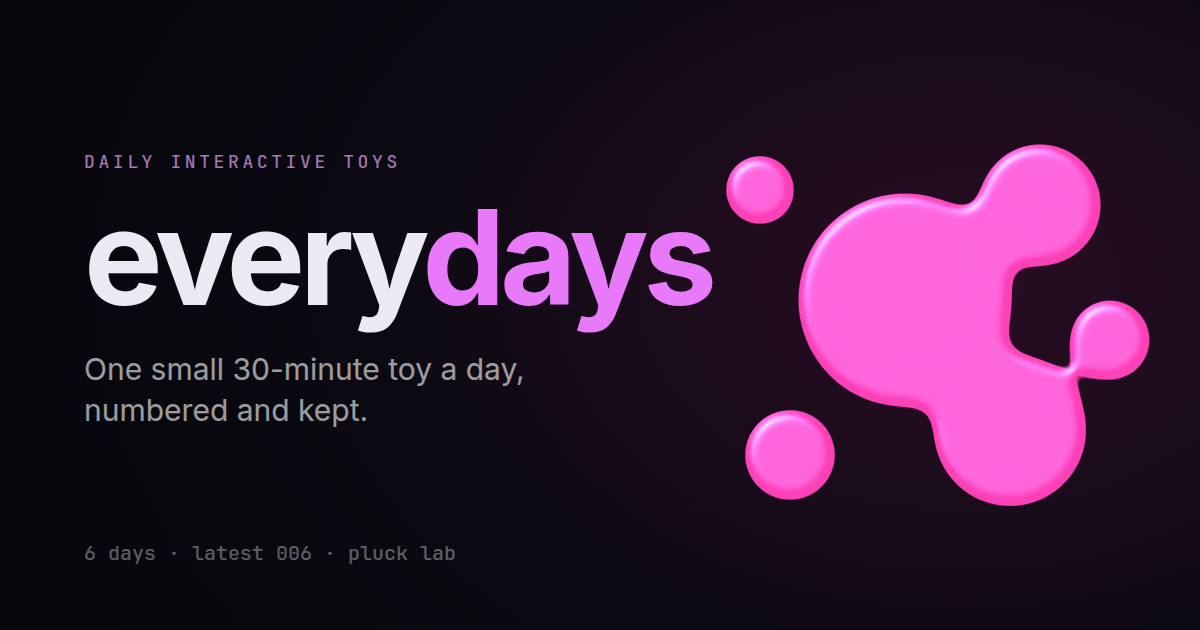 DAILY INTERACTIVE TOYS
everydays
One small 30-minute toy a day,
numbered and kept.
6 days · latest 006 · pluck lab